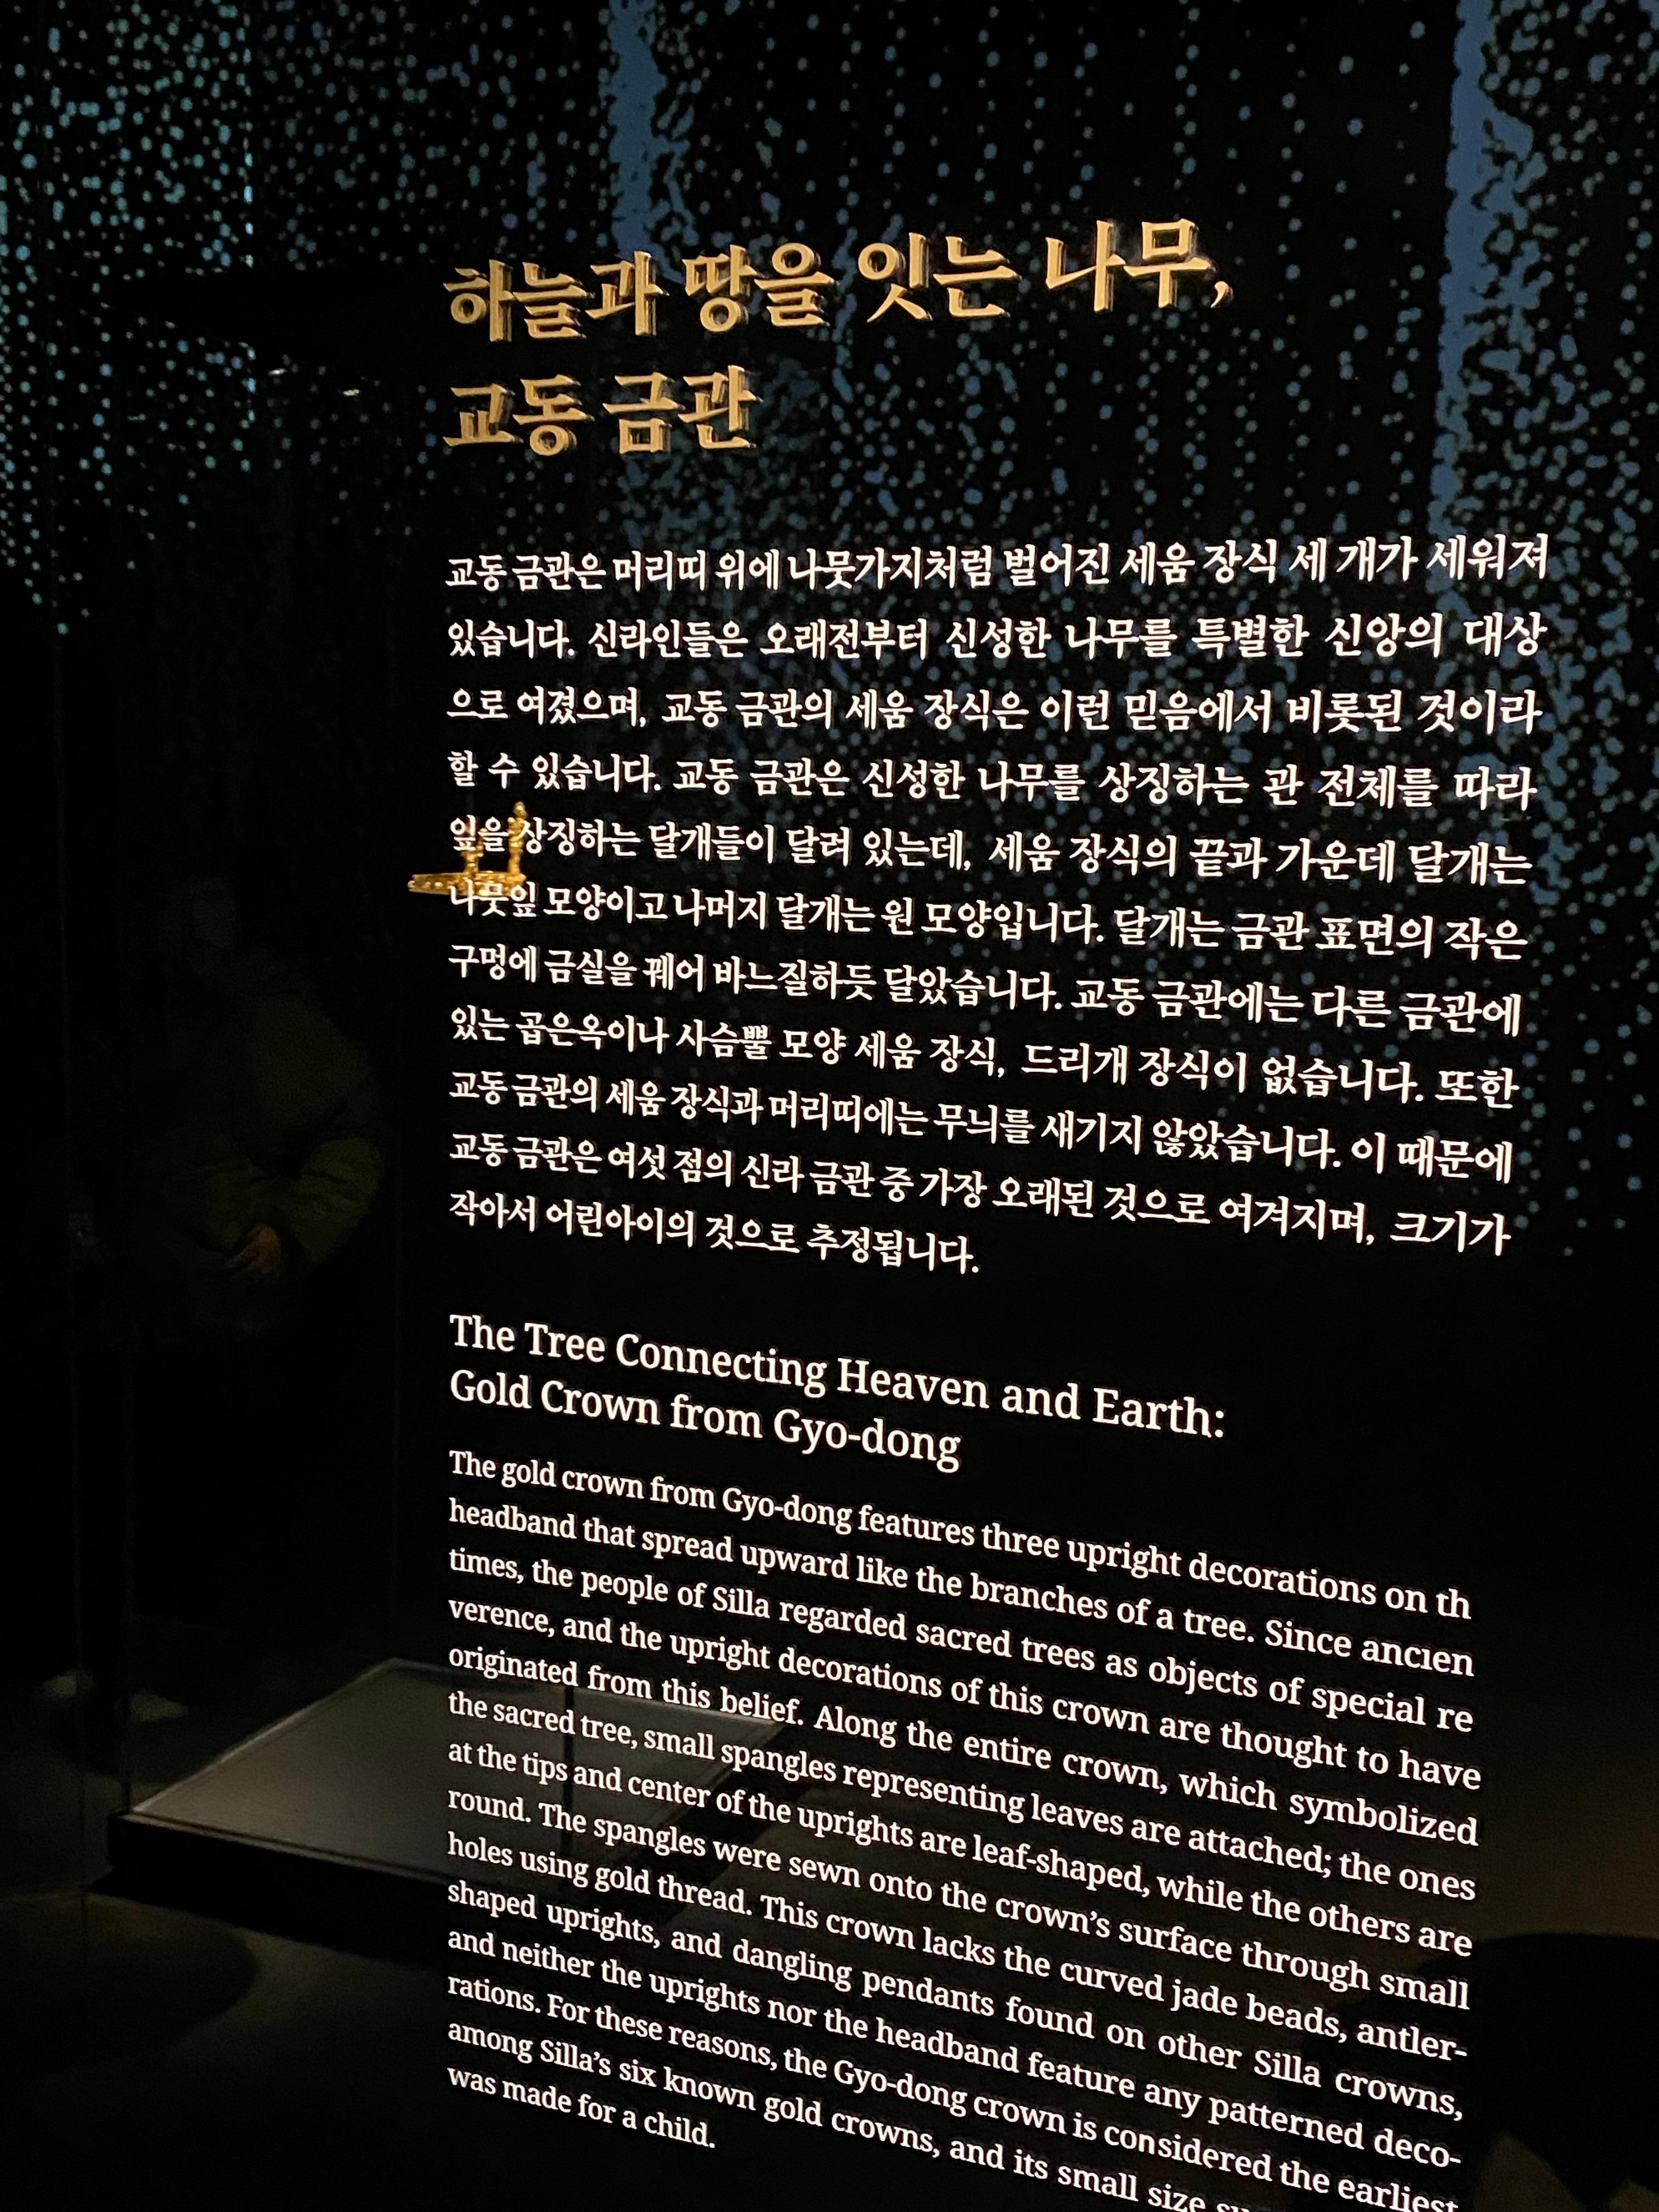 하늘과 땅을 잇는 나무,
교동 금관
교동 금관은 머리띠 위에 나뭇가지처럼 벌어진 세움 장식 세 개가 세워져
있습니다. 신라인들은 오래전부터 신성한 나무를 특별한 신앙의 대상
으로 여겼으며, 교동 금관의 세움 장식은 이런 믿음에서 비롯된 것이라
할 수 있습니다. 교동 금관은 신성한 나무를 상징하는 관 전체를 따라
잎을 상징하는 달개들이 달려 있는데, 세움 장식의 끝과 가운데 달개는
나뭇잎 모양이고 나머지 달개는 원 모양입니다. 달개는 금관 표면의 작은
구멍에 금실을 꿰어 바느질하듯 달았습니다. 교동 금관에는 다른 금관에
있는 곱은옥이나 사슴뿔 모양 세움 장식, 드리개 장식이 없습니다. 또한
교동 금관의 세움 장식과 머리띠에는 무늬를 새기지 않았습니다. 이 때문에
교동 금관은 여섯 점의 신라 금관 중 가장 오래된 것으로 여겨지며, 크기가
작아서 어린아이의 것으로 추정됩니다.
The Tree Connecting Heaven and Earth:
Gold Crown from Gyo-dong
The gold crown from Gyo-dong features three upright decorations on th
headband that spread upward like the branches of a tree. Since ancien
times, the people of Silla regarded sacred trees as objects of special re
verence, and the upright decorations of this crown are thought to have
originated from this belief. Along the entire crown, which symbolized
the sacred tree, small spangles representing leaves are attached; the ones
at the tips and center of the uprights are leaf-shaped, while the others are
round. The spangles were sewn onto the crown's surface through small
holes using gold thread. This crown lacks the curved jade beads, antler-
shaped uprights, and dangling pendants found on other Silla crowns,
and neither the uprights nor the headband feature any patterned deco-
rations. For these reasons, the Gyo-dong crown is considered the earliest
among Silla's six known gold crowns, and its small size
was made for a child.